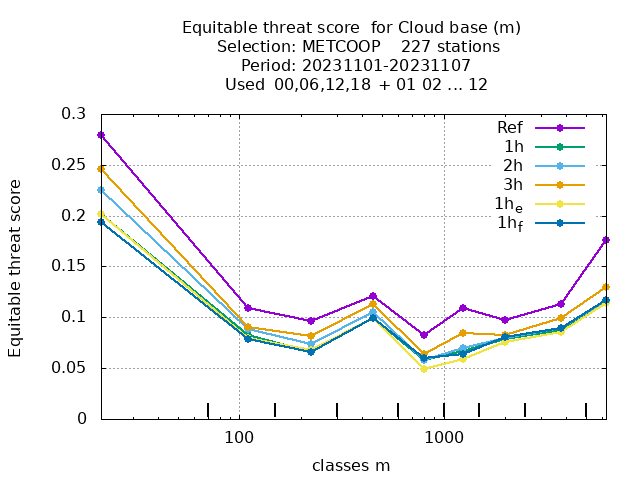 Equitable threat score  for Cloud base (m)
Selection: METCOOP    227 stations
Period: 20231101-20231107
Used  00,06,12,18 + 01 02 ... 12
0.3
0.25
0.2
0.15
0.1
0.05
0
Equitable threat score
100
1000
classes m
Ref
1h
2h
3h
1he
1hf